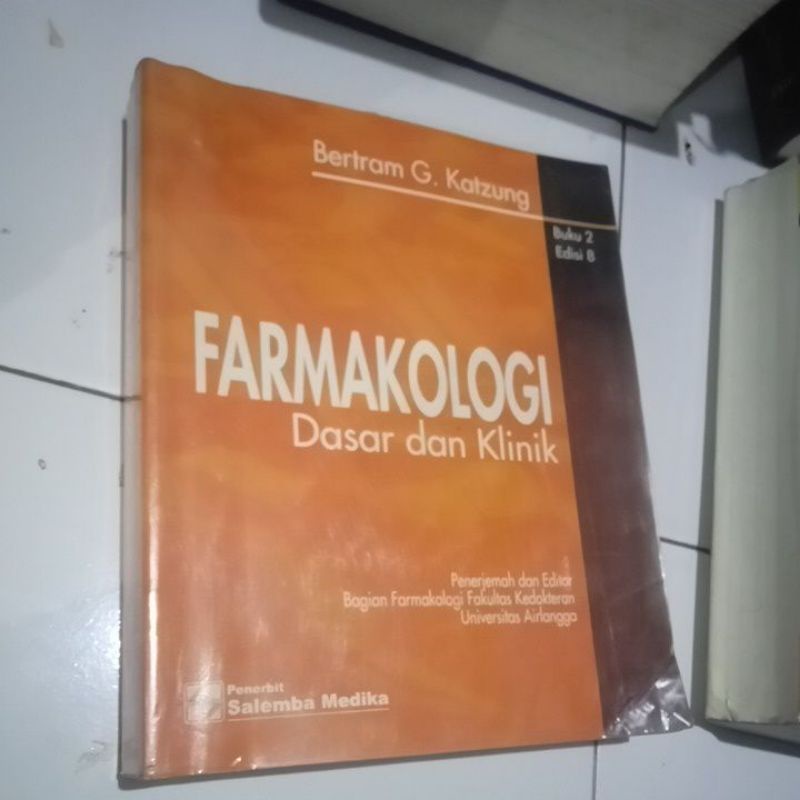 Bertram G. Katzung
Buku 2
Edisi 8
FARMAKOLOGI
Dasar dan Klinik
Penerjemah dan Editor
Bagian Farmakologi Fakultas Kedokteran
Universitas Airlangga
Penerbit
Salemba Medika